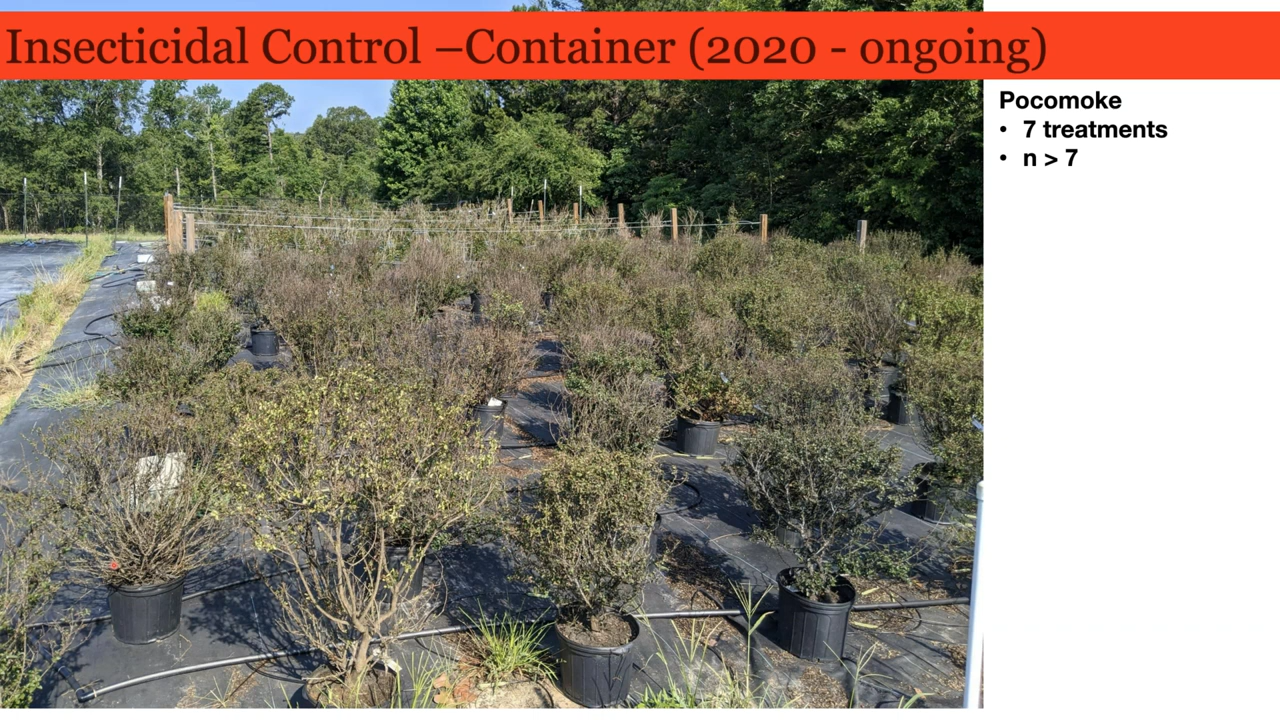 Insecticidal Control –Container (2020 - ongoing)
Pocomoke
• 7 treatments
• n > 7